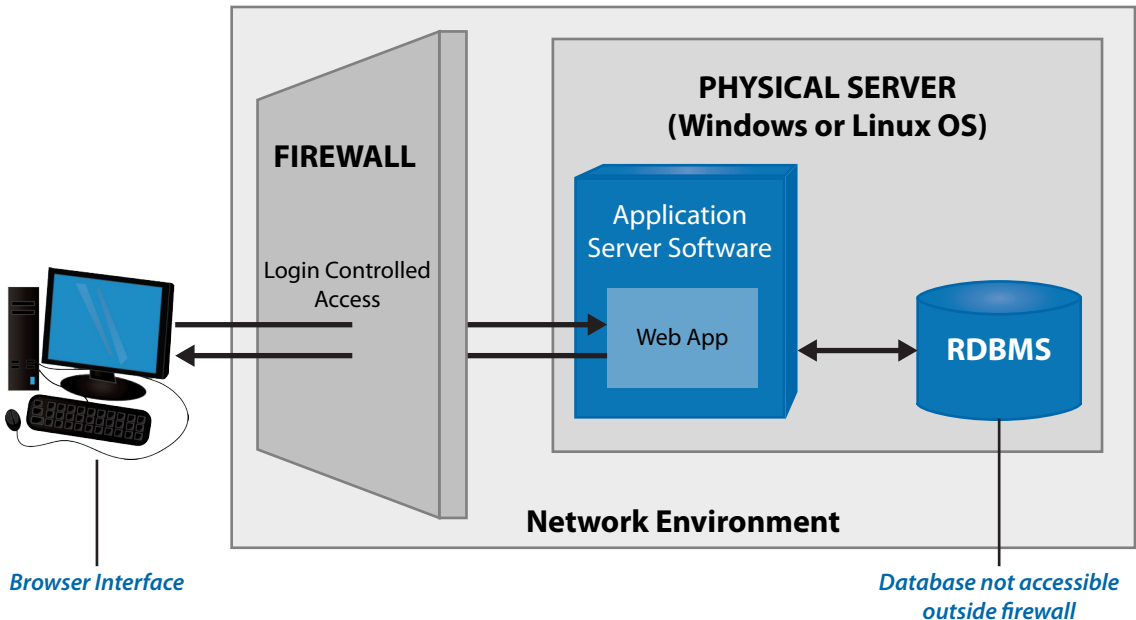 PHYSICAL SERVER
(Windows or Linux OS)
FIREWALL
Application
Server Software
Login Controlled
Access
Web App
RDBMS
Network Environment
Browser Interface
Database not accessible
outside firewall